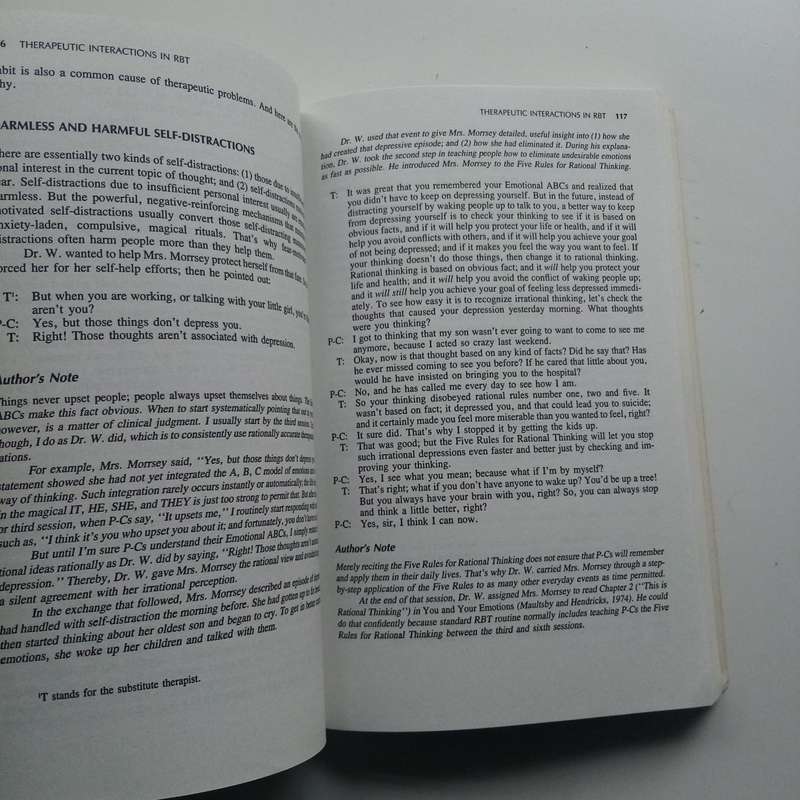 6 THERAPEUTIC INTERACTIONS IN RBT
abit is also a common cause of therapeutic problems. And here are
hy.
ARMLESS AND HARMFUL SELF-DISTRACTIONS
here are essentially two kinds of self-distractions: (1) those due to
onal interest in the current topic of thought; and (2) self-distractions
ear. Self-distractions due to insufficient personal interest usually are
harmless. But the powerful, negative-reinforcing mechanisms that
motivated self-distractions usually convert those self-distracting
anxiety-laden, compulsive, magical rituals. That's why
distractions often harm people more than they help them.
Dr. W. wanted to help Mrs. Morrsey protect herself from that
orced her for her self-help efforts; then he pointed out:
T¹: But when you are working, or talking with your little girl,
aren't you?
P-C: Yes, but those things don't depress you.
T: Right! Those thoughts aren't associated with depression.
Author's Note
Things never upset people; people always upset themselves about things. The
ABCs make this fact obvious. When to start systematically pointing that out
however, is a matter of clinical judgment. I usually start by the third session.
though, I do as Dr. W. did, which is to consistently use rationally accurate
ations.
For example, Mrs. Morrsey said, "Yes, but those things don't depress
statement showed she had not yet integrated the A, B, C model of emotions
way of thinking. Such integration rarely occurs instantly or automatically; the
in the magical IT, HE, SHE, and THEY is just too strong to permit that. But
or third session, when P-Cs say, "It upsets me," I routinely start responding
such as, "I think it's you who upset you about it; and fortunately, you don't
But until I'm sure P-Cs understand their Emotional ABCs, I simply
tional ideas rationally as Dr. W. did by saying, "Right! Those thoughts aren't
depression." Thereby, Dr. W. gave Mrs. Morrsey the rational view and
a silent agreement with her irrational perception.
In the exchange that followed, Mrs. Morrsey described an episode of
had handled with self-distraction the morning before. She had gotten up
then started thinking about her oldest son and began to cry. To get in better
emotions, she woke up her children and talked with them.
¹T stands for the substitute therapist.
THERAPEUTIC INTERACTIONS IN RBT 117
Dr. W. used that event to give Mrs. Morrsey detailed, useful insight into (1) how she
had created that depressive episode; and (2) how she had eliminated it. During his explana-
tion, Dr. W. took the second step in teaching people how to eliminate undesirable emotions
as fast as possible. He introduced Mrs. Morrsey to the Five Rules for Rational Thinking.
T: It was great that you remembered your Emotional ABCs and realized that
you didn't have to keep on depressing yourself. But in the future, instead of
distracting yourself by waking people up to talk to you, a better way to keep
from depressing yourself is to check your thinking to see if it is based on
obvious facts, and if it will help you protect your life or health, and if it will
help you avoid conflicts with others, and if it will help you achieve your goal
of not being depressed; and if it makes you feel the way you want to feel. If
your thinking doesn't do those things, then change it to rational thinking.
Rational thinking is based on obvious fact; and it will help you protect your
life and health; and it will help you avoid the conflict of waking people up;
and it will still help you achieve your goal of feeling less depressed immedi-
ately. To see how easy it is to recognize irrational thinking, let's check the
thoughts that caused your depression yesterday morning. What thoughts
were you thinking?
P-C: I got to thinking that my son wasn't ever going to want to come to see me
anymore, because I acted so crazy last weekend.
T: Okay, now is that thought based on any kind of facts? Did he say that? Has
he ever missed coming to see you before? If he cared that little about you,
would he have insisted on bringing you to the hospital?
P-C: No, and he has called me every day to see how I am.
T: So your thinking disobeyed rational rules number one, two and five. It
wasn't based on fact; it depressed you, and that could lead you to suicide;
and it certainly made you feel more miserable than you wanted to feel, right?
P-C: It sure did. That's why I stopped it by getting the kids up.
T: That was good; but the Five Rules for Rational Thinking will let you stop
such irrational depressions even faster and better just by checking and im-
proving your thinking.
P-C: Yes, I see what you mean; because what if I'm by myself?
T: That's right; what if you don't have anyone to wake up? You'd be up a tree!
But you always have your brain with you, right? So, you can always stop
and think a little better, right?
P-C: Yes, sir, I think I can now.
Author's Note
Merely reciting the Five Rules for Rational Thinking does not ensure that P-Cs will remember
and apply them in their daily lives. That's why Dr. W. carried Mrs. Morrsey through a step-
by-step application of the Five Rules to as many other everyday events as time permitted.
At the end of that session, Dr. W. assigned Mrs. Morrsey to read Chapter 2 ("This is
Rational Thinking") in You and Your Emotions (Maultsby and Hendricks, 1974). He could
do that confidently because standard RBT routine normally includes teaching P-Cs the Five
Rules for Rational Thinking between the third and sixth sessions.